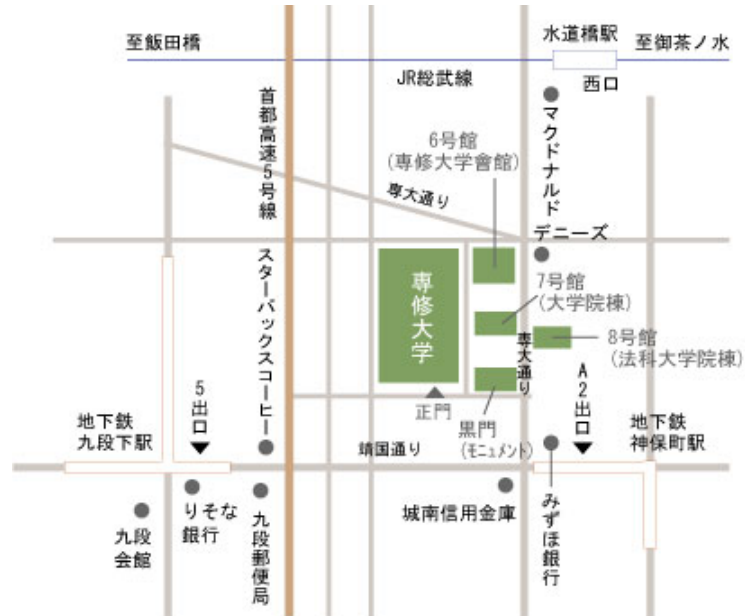 至飯田橋
水道橋駅
至御茶ノ水
JR総武線
西口
首都高速5号線
マクドナルド
6号館
(専修大学會館)
専大通り
デニーズ
スターバックスコーヒー
専修大学
7号館
(大学院棟)
専大通り
8号館
(法科大学院棟)
正門
黒門
(モニュメント)
5出口
A2出口
地下鉄
九段下駅
地下鉄
神保町駅
靖国通り
りそな
銀行
九段
会館
九段郵便局
城南信用金庫
みずほ銀行